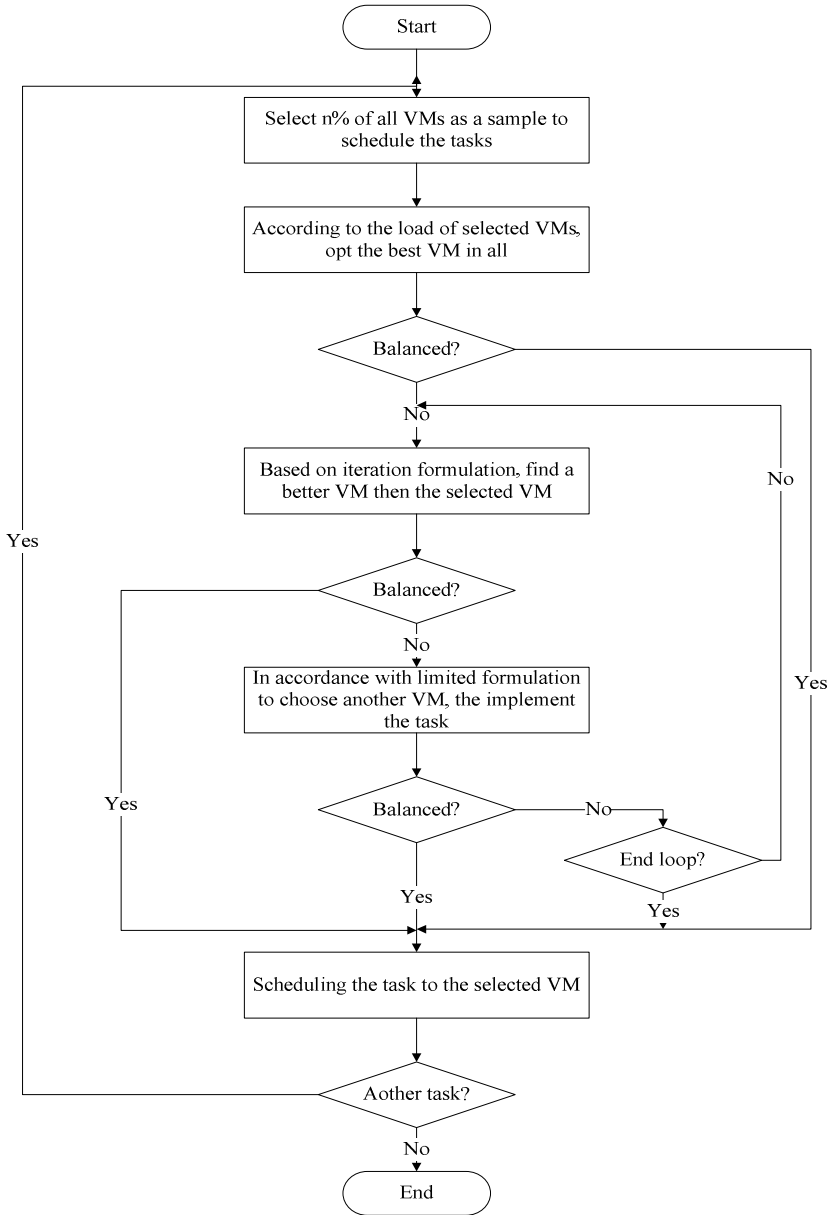 Start
Select n% of all VMs as a sample to
schedule the tasks
According to the load of selected VMs,
opt the best VM in all
Balanced?
No
Based on iteration formulation, find a
better VM then the selected VM
No
Yes
Balanced?
No
In accordance with limited formulation
to choose another VM, the implement
the task
Yes
Yes
Balanced?
No
End loop?
Yes
Yes
Scheduling the task to the selected VM
Aother task?
No
End